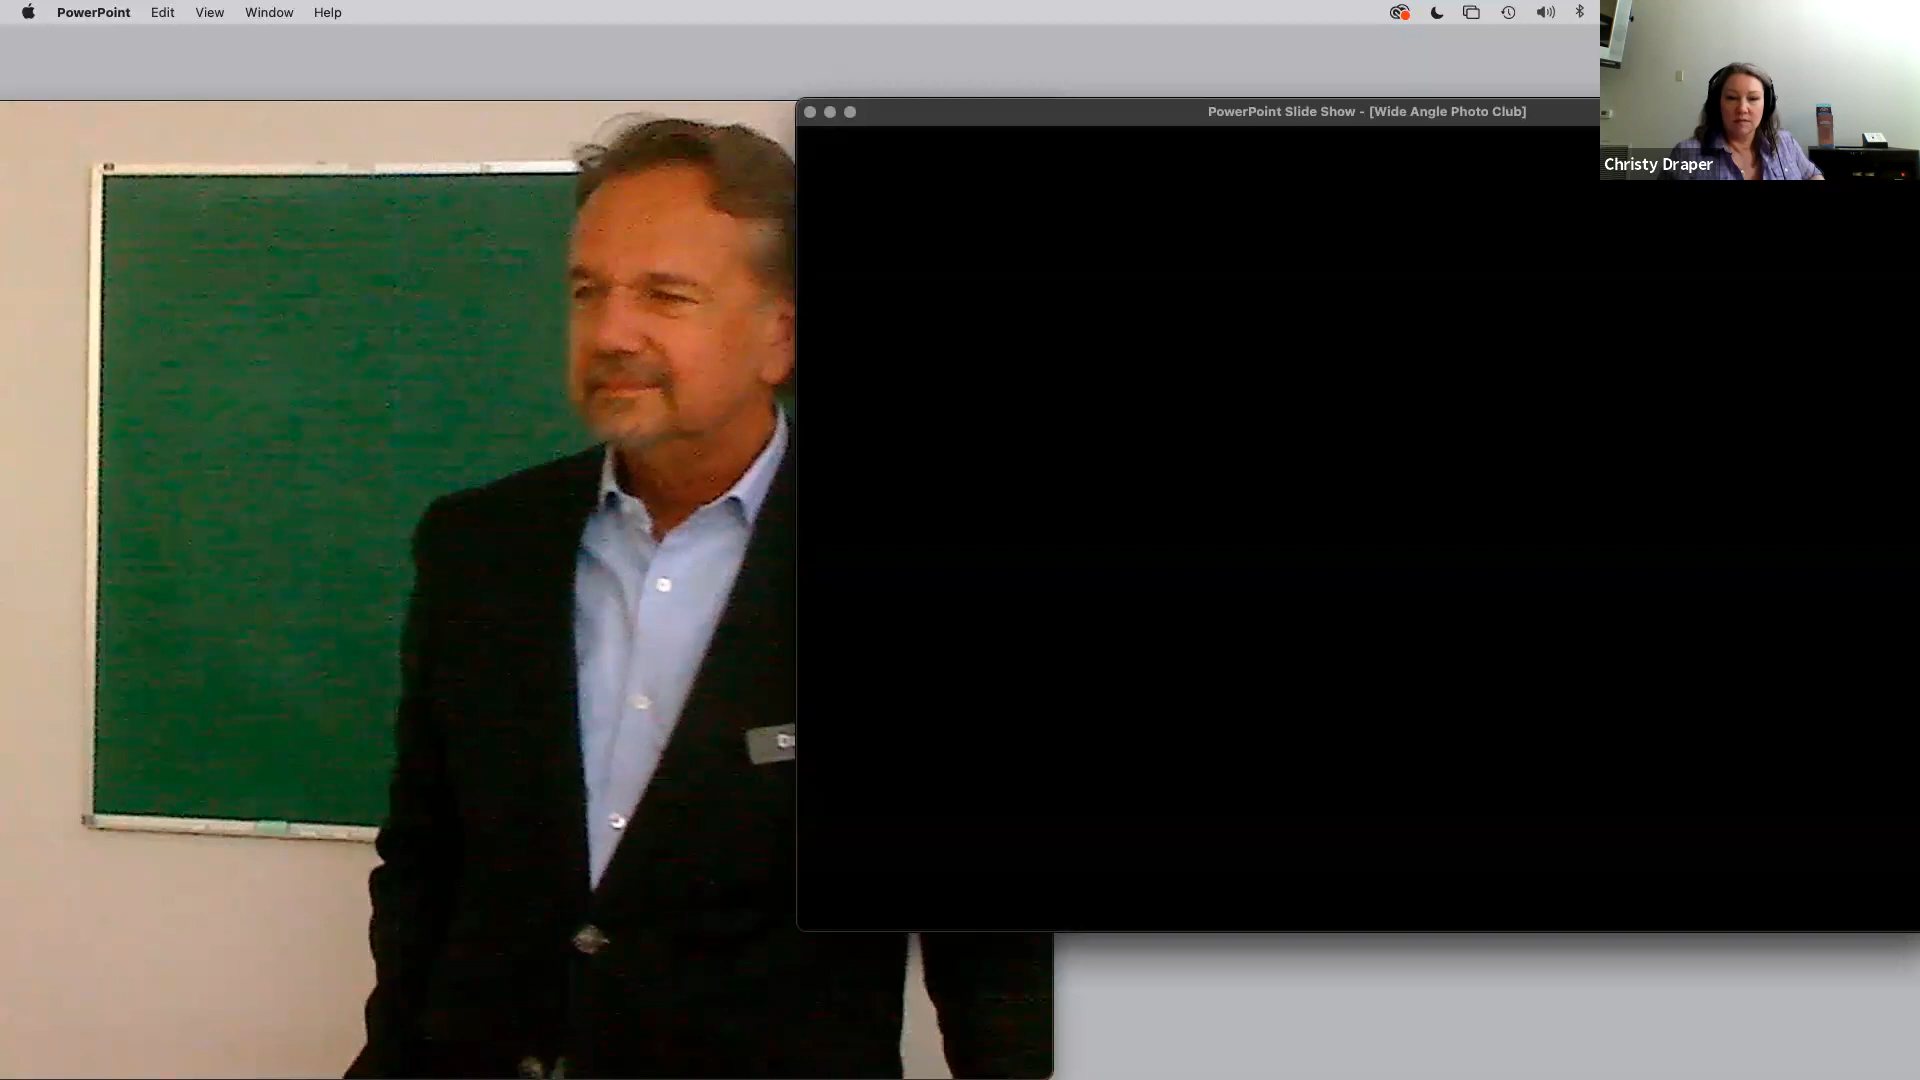 PowerPoint Edit View Window Help
PowerPoint Slide Show - [Wide Angle Photo Club]
Christy Draper